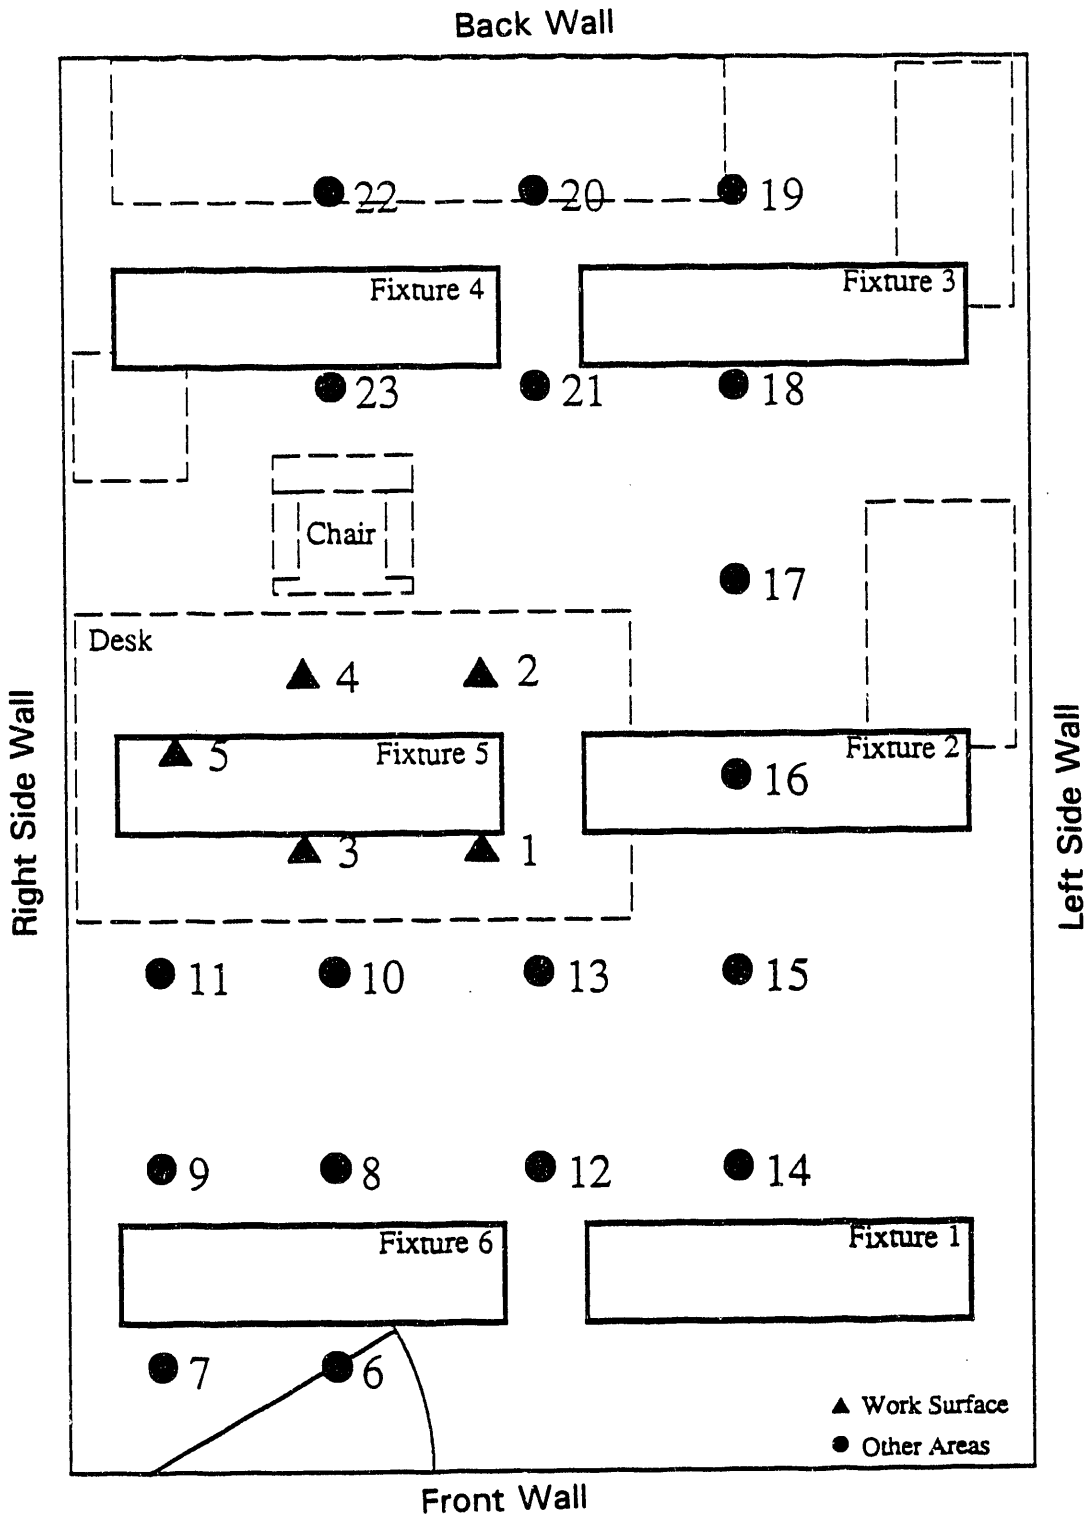 Back Wall
22
20
19
Fixture 4
Fixture 3
23
21
18
Chair
17
Desk
4
2
5
Fixture 5
Fixture 2
16
3
1
Right Side Wall
Left Side Wall
11
10
13
15
9
8
12
14
Fixture 6
Fixture 1
7
6
Work Surface
Other Areas
Front Wall